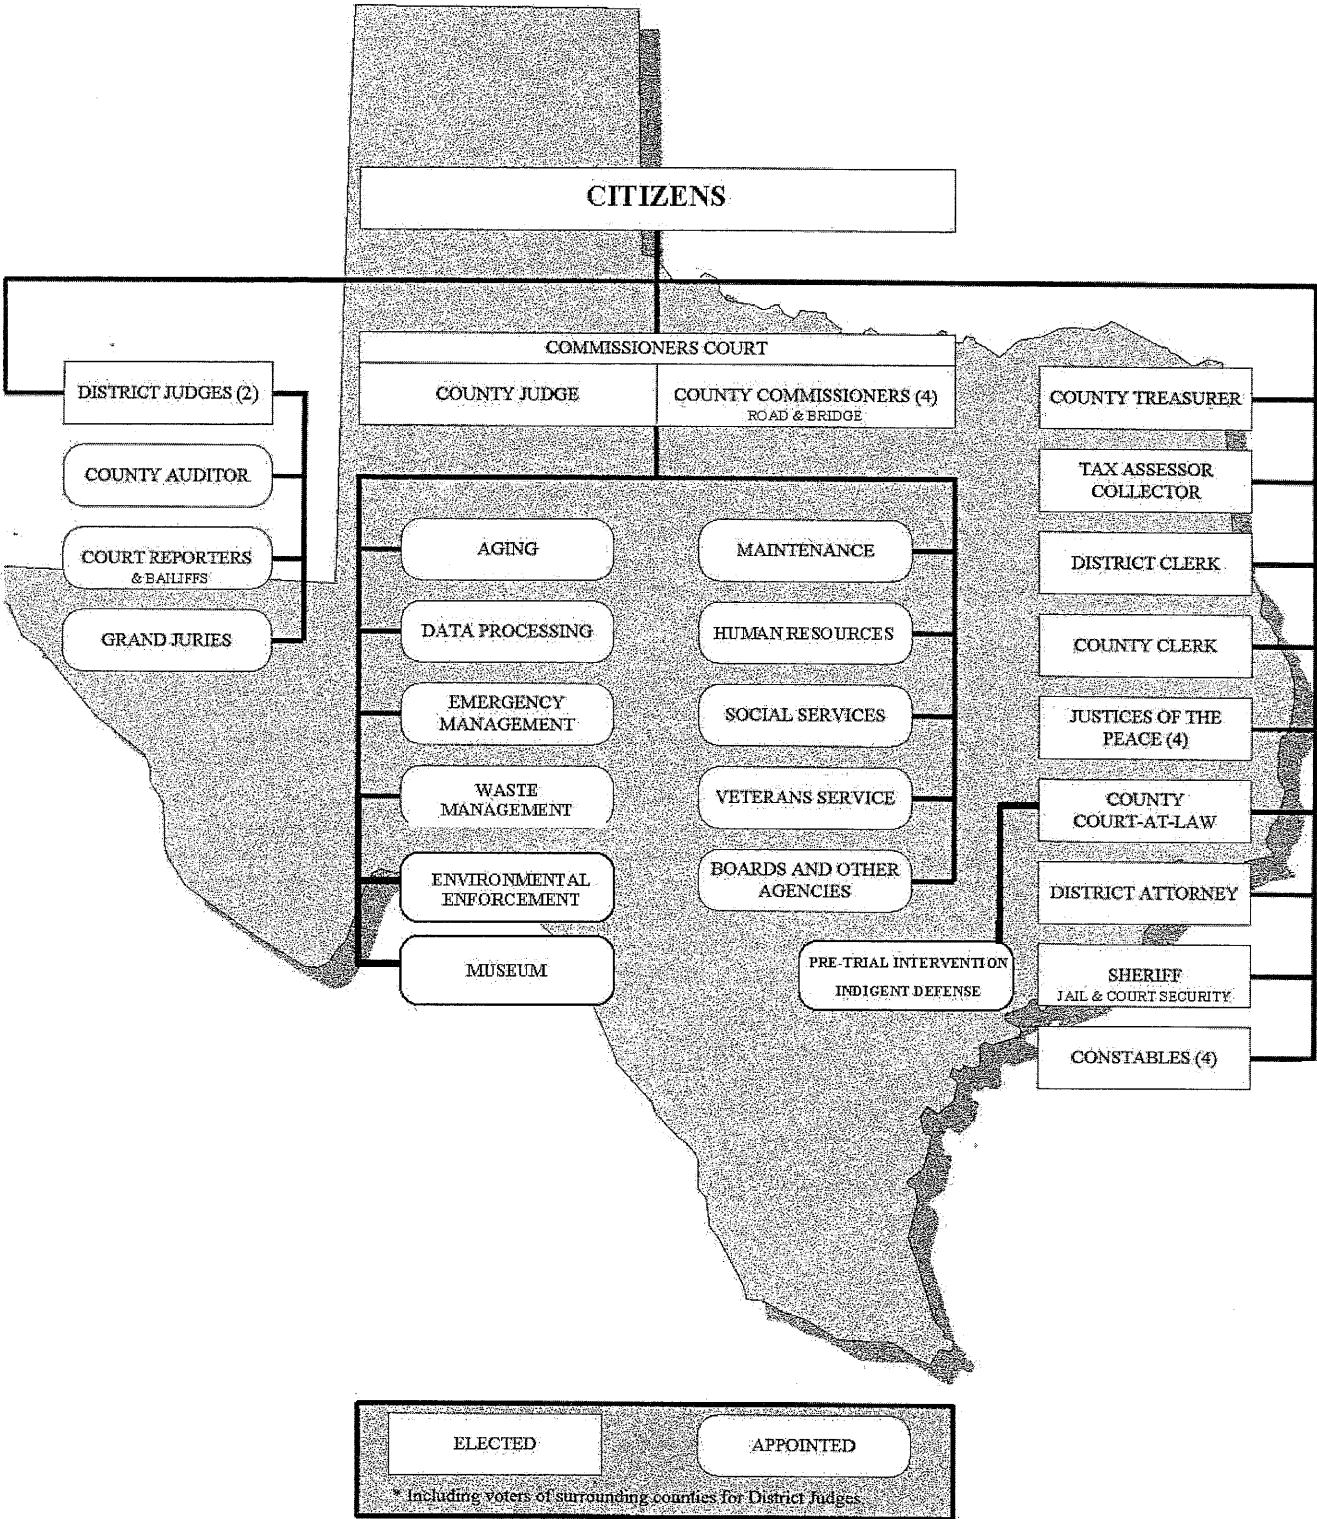 CITIZENS
COMMISSIONERS COURT
COUNTY JUDGE
COUNTY COMMISSIONERS (4)
ROAD & BRIDGE
DISTRICT JUDGES (2)
COUNTY AUDITOR
COURT REPORTERS
& BAILIFFS
GRAND JURIES
AGING
DATA PROCESSING
EMERGENCY
MANAGEMENT
WASTE
MANAGEMENT
ENVIRONMENTAL
ENFORCEMENT
MUSEUM
MAINTENANCE
HUMAN RESOURCES
SOCIAL SERVICES
VETERANS SERVICE
BOARDS AND OTHER
AGENCIES
PRE-TRIAL INTERVENTION
INDIGENT DEFENSE
COUNTY TREASURER
TAX ASSESSOR
COLLECTOR
DISTRICT CLERK
COUNTY CLERK
JUSTICES OF THE
PEACE (4)
COUNTY
COURT-AT-LAW
DISTRICT ATTORNEY
SHERIFF
JAIL & COURT SECURITY
CONSTABLES (4)
ELECTED
APPOINTED
* Including voters of surrounding counties for District Judges.